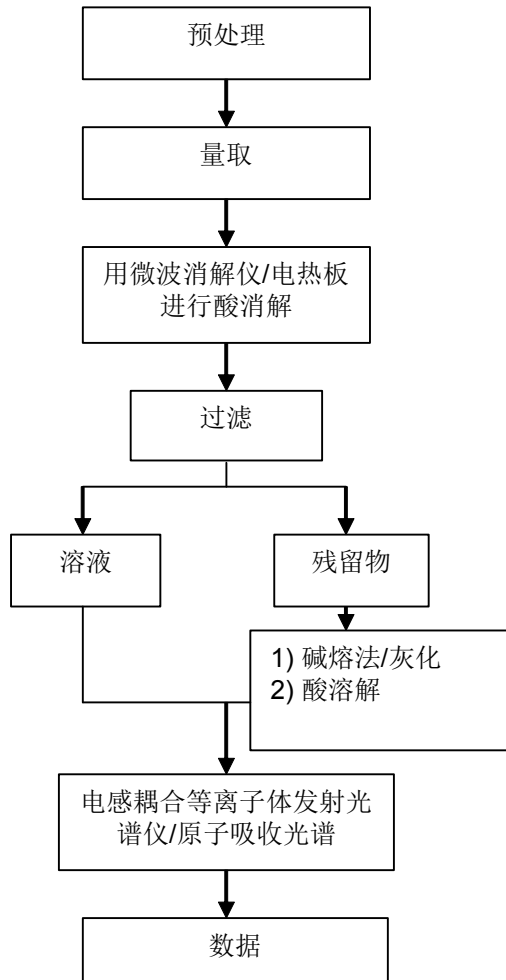 预处理
量取
用微波消解仪/电热板
进行酸消解
过滤
溶液
残留物
1) 碱熔法/灰化
2) 酸溶解
电感耦合等离子体发射光
谱仪/原子吸收光谱
数据